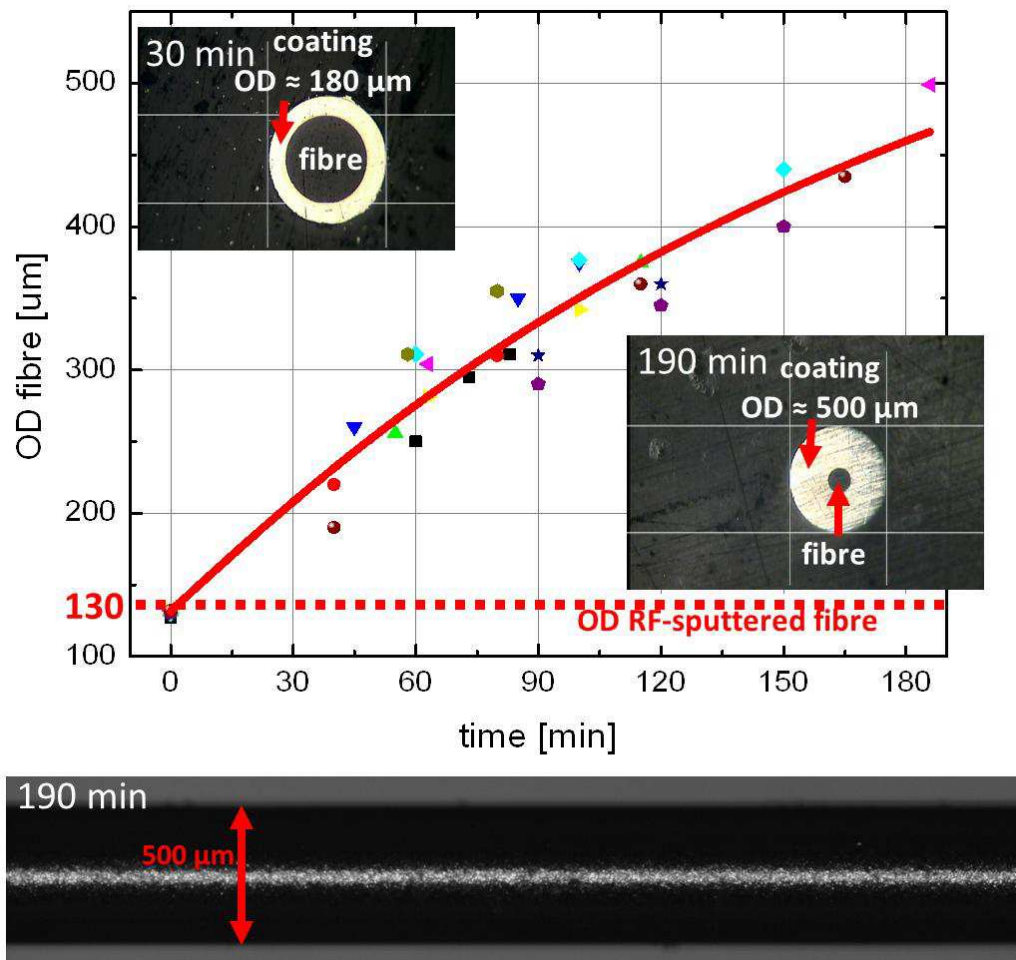 30 min
coating
OD ≈ 180 µm
fibre
500
400
300
200
130
100
OD fibre [um]
190 min
coating
OD ≈ 500 µm
fibre
OD RF-sputtered fibre
0
30
60
90
120
150
180
time [min]
190 min
500 µm